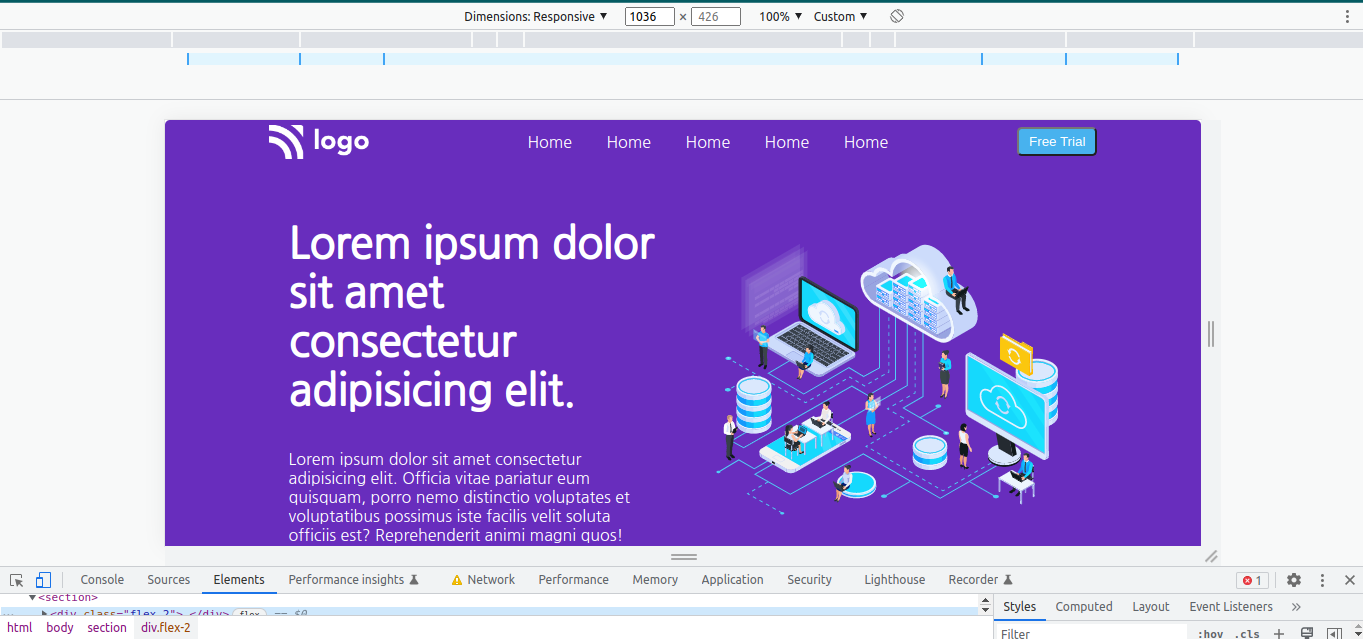 Dimensions: Responsive ▼ 1036 × 426 100% ▼ Custom ▼
logo Home Home Home Home Home Free Trial
Lorem ipsum dolor
sit amet
consectetur
adipisicing elit.
Lorem ipsum dolor sit amet consectetur
adipisicing elit. Officia vitae pariatur eum
quisquam, porro nemo distinctio voluptates et
voluptatibus possimus iste facilis velit soluta
officiis est? Reprehenderit animi magni quos!
Console Sources Elements Performance insights Network Performance Memory Application Security Lighthouse Recorder 1
▼<section>
... ▶<div class="flex-2">…</div> flex == $0
html body section div.flex-2
Styles Computed Layout Event Listeners »
Filter :hov .cls +